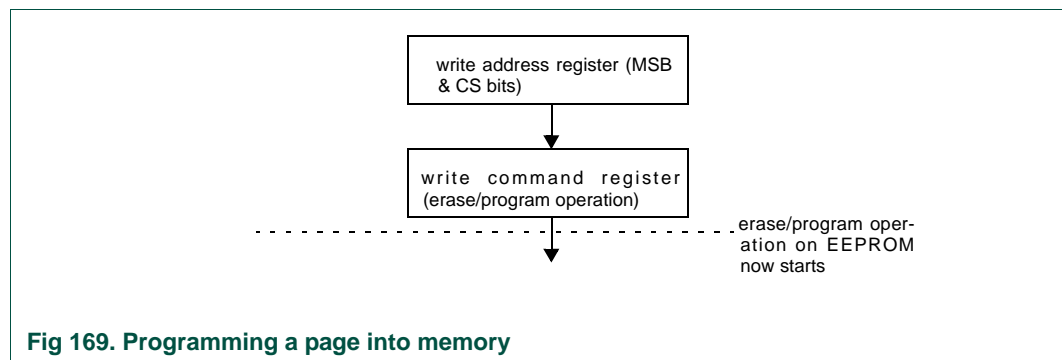 write address register (MSB
& CS bits)
write command register
(erase/program operation)
erase/program oper-
ation on EEPROM
now starts
Fig 169. Programming a page into memory